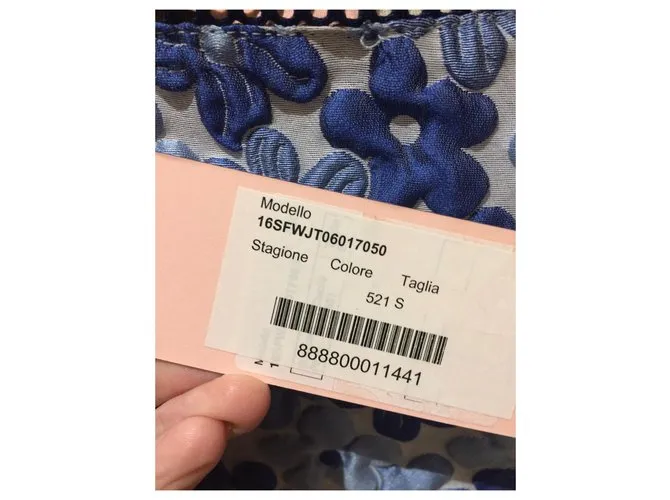 Modello
16SFWJT06017050
Stagione Colore Taglia
521 S
888800011441